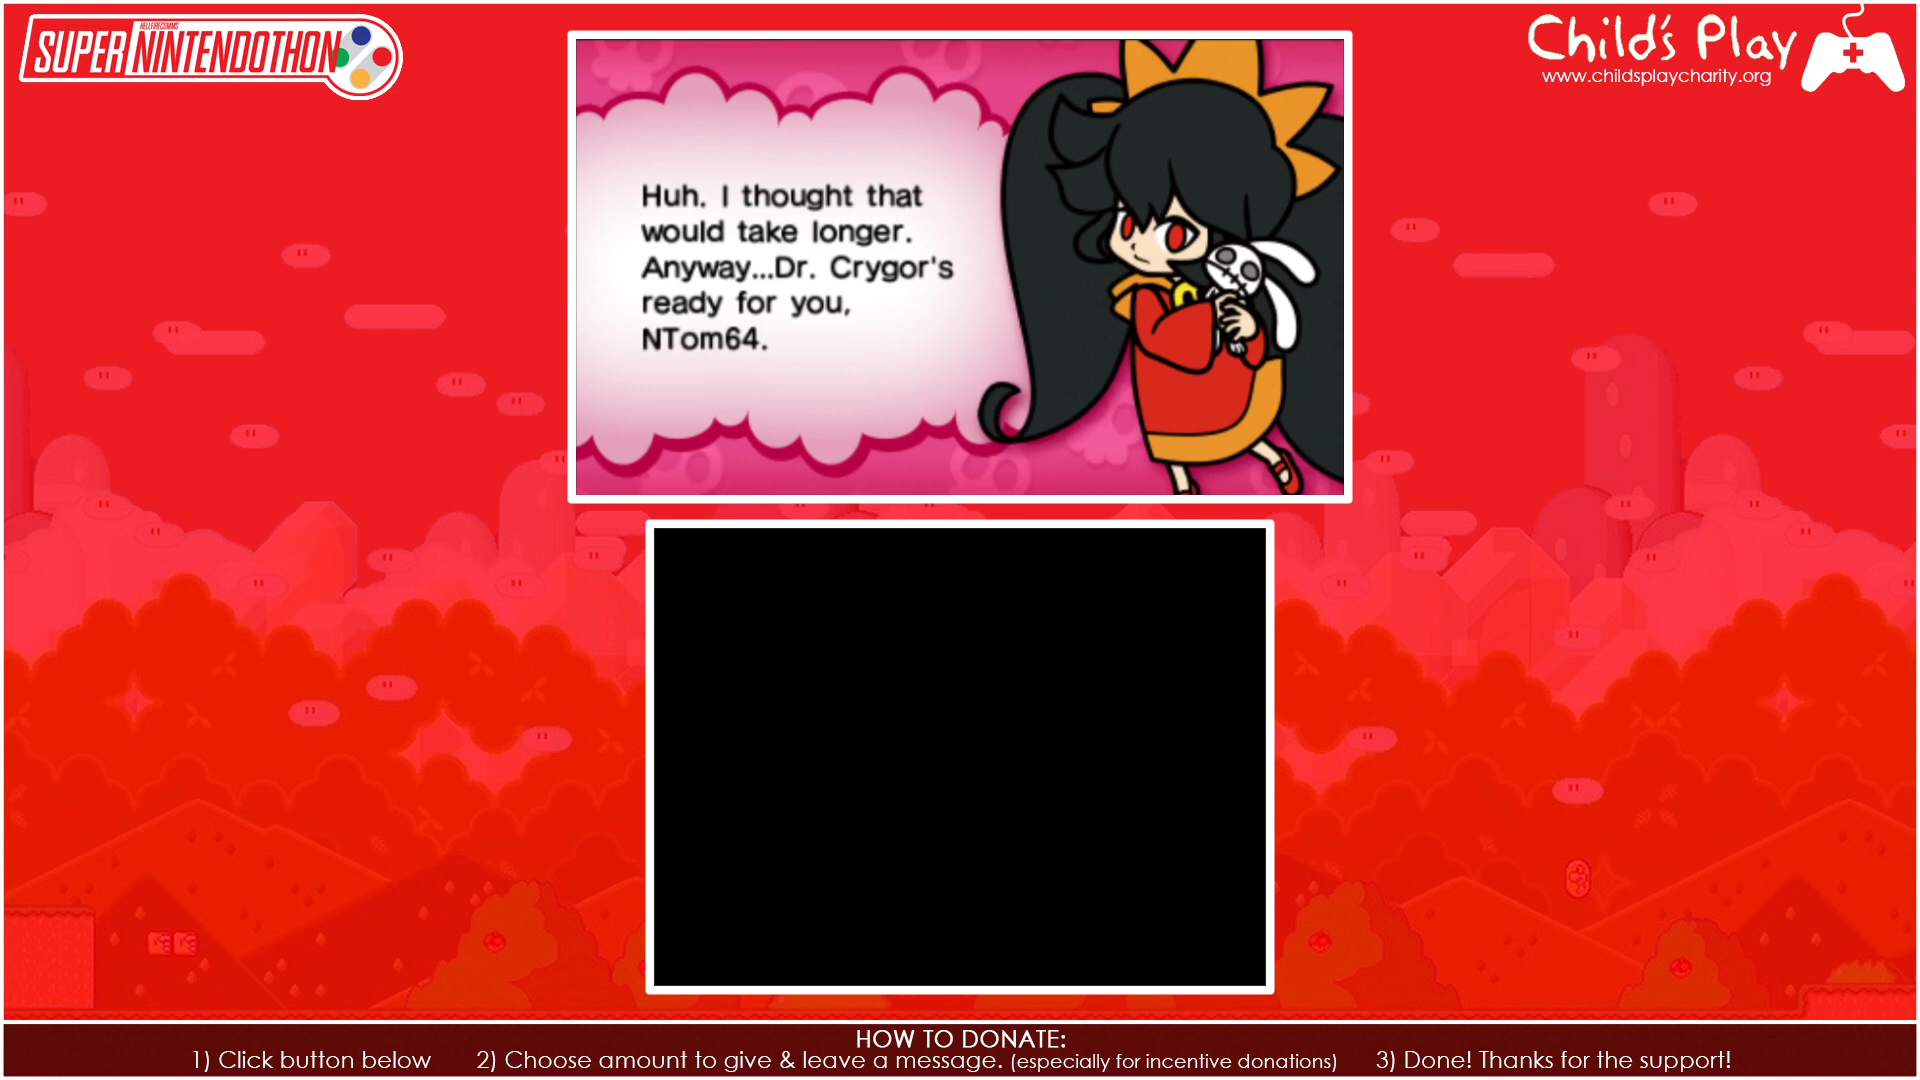 HELLFIRECOMMS
SUPER NINTENDOTHON
Child's Play
www.childsplaycharity.org
Huh. I thought that
would take longer.
Anyway...Dr. Crygor's
ready for you,
NTom64.
HOW TO DONATE:
1) Click button below 2) Choose amount to give & leave a message. (especially for incentive donations) 3) Done! Thanks for the support!